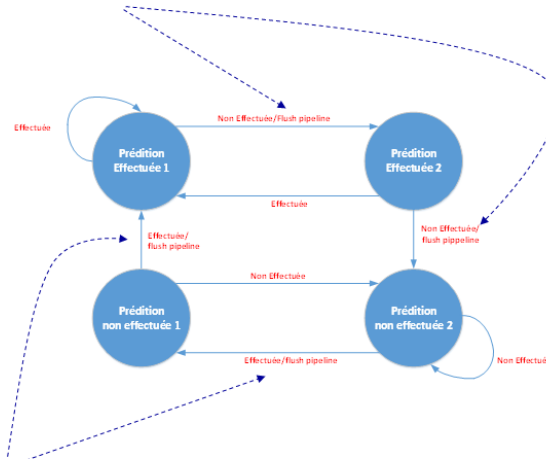 Non Effectuée/Flush pipeline
Effectuée
Prédition
Effectuée 1
Prédition
Effectuée 2
Effectuée
Effectuée/
flush pipeline
Non Effectuée/
flush pippeline
Non Effectuée
Prédition
non effectuée 1
Prédition
non effectuée 2
Effectuée/flush pipeline
Non Effectué